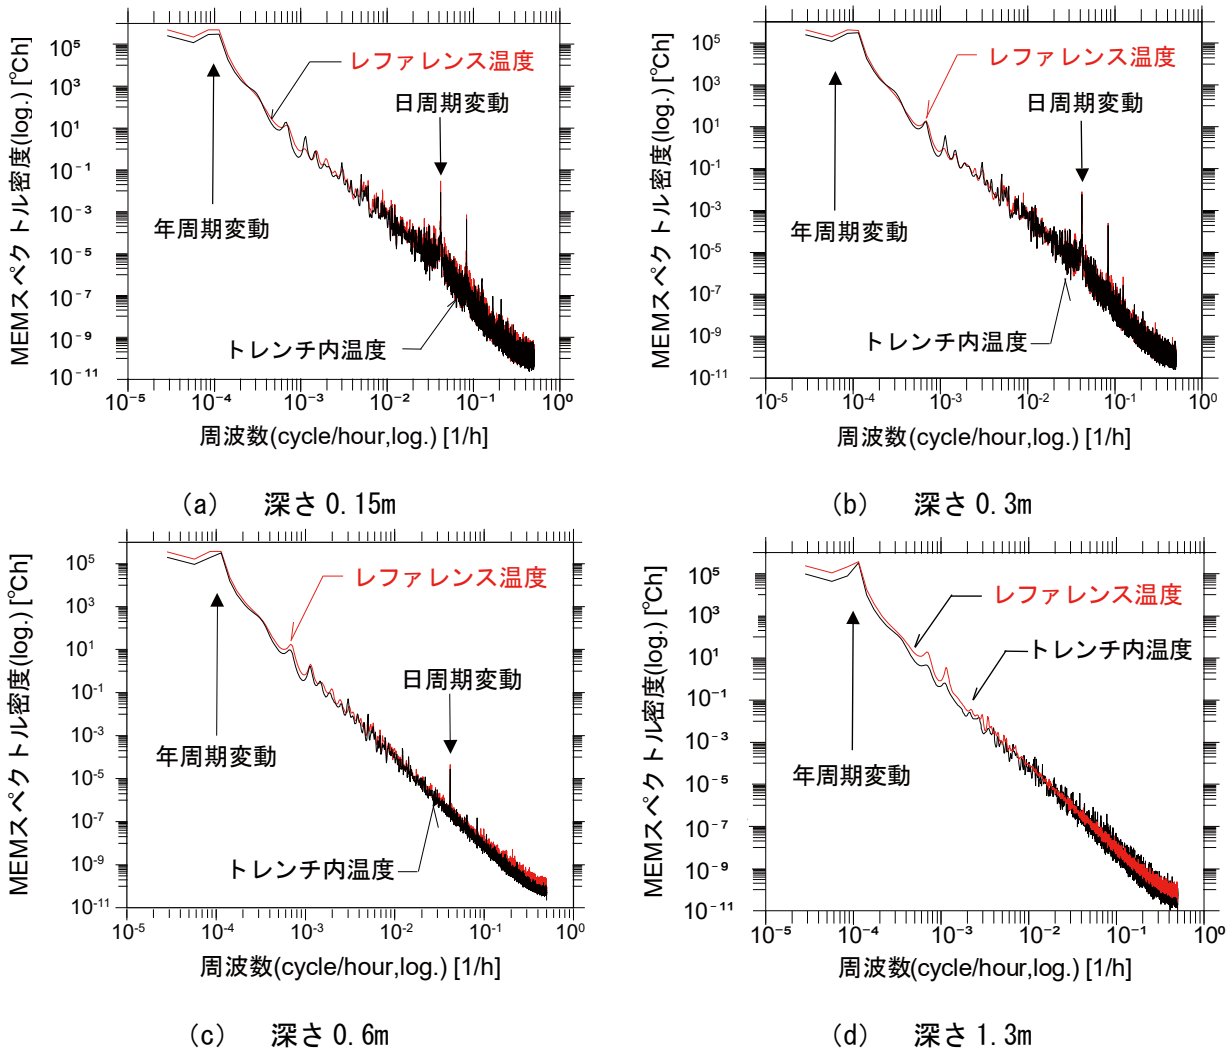 MEMスペクトル密度(log.) [℃h]
10⁵
10³
10¹
10⁻¹
10⁻³
10⁻⁵
10⁻⁷
10⁻⁹
10⁻¹¹
レファレンス温度
日周期変動
年周期変動
トレンチ内温度
10⁻⁵ 10⁻⁴ 10⁻³ 10⁻² 10⁻¹ 10⁰
周波数(cycle/hour,log.) [1/h]
(a) 深さ 0.15m
MEMスペクトル密度(log.) [℃h]
10⁵
10³
10¹
10⁻¹
10⁻³
10⁻⁵
10⁻⁷
10⁻⁹
10⁻¹¹
レファレンス温度
日周期変動
年周期変動
トレンチ内温度
10⁻⁵ 10⁻⁴ 10⁻³ 10⁻² 10⁻¹ 10⁰
周波数(cycle/hour,log.) [1/h]
(b) 深さ 0.3m
MEMスペクトル密度(log.) [℃h]
10⁵
10³
10¹
10⁻¹
10⁻³
10⁻⁵
10⁻⁷
10⁻⁹
10⁻¹¹
レファレンス温度
日周期変動
年周期変動
トレンチ内温度
10⁻⁵ 10⁻⁴ 10⁻³ 10⁻² 10⁻¹ 10⁰
周波数(cycle/hour,log.) [1/h]
(c) 深さ 0.6m
MEMスペクトル密度(log.) [℃h]
10⁵
10³
10¹
10⁻¹
10⁻³
10⁻⁵
10⁻⁷
10⁻⁹
10⁻¹¹
レファレンス温度
トレンチ内温度
年周期変動
10⁻⁵ 10⁻⁴ 10⁻³ 10⁻² 10⁻¹ 10⁰
周波数(cycle/hour,log.) [1/h]
(d) 深さ 1.3m